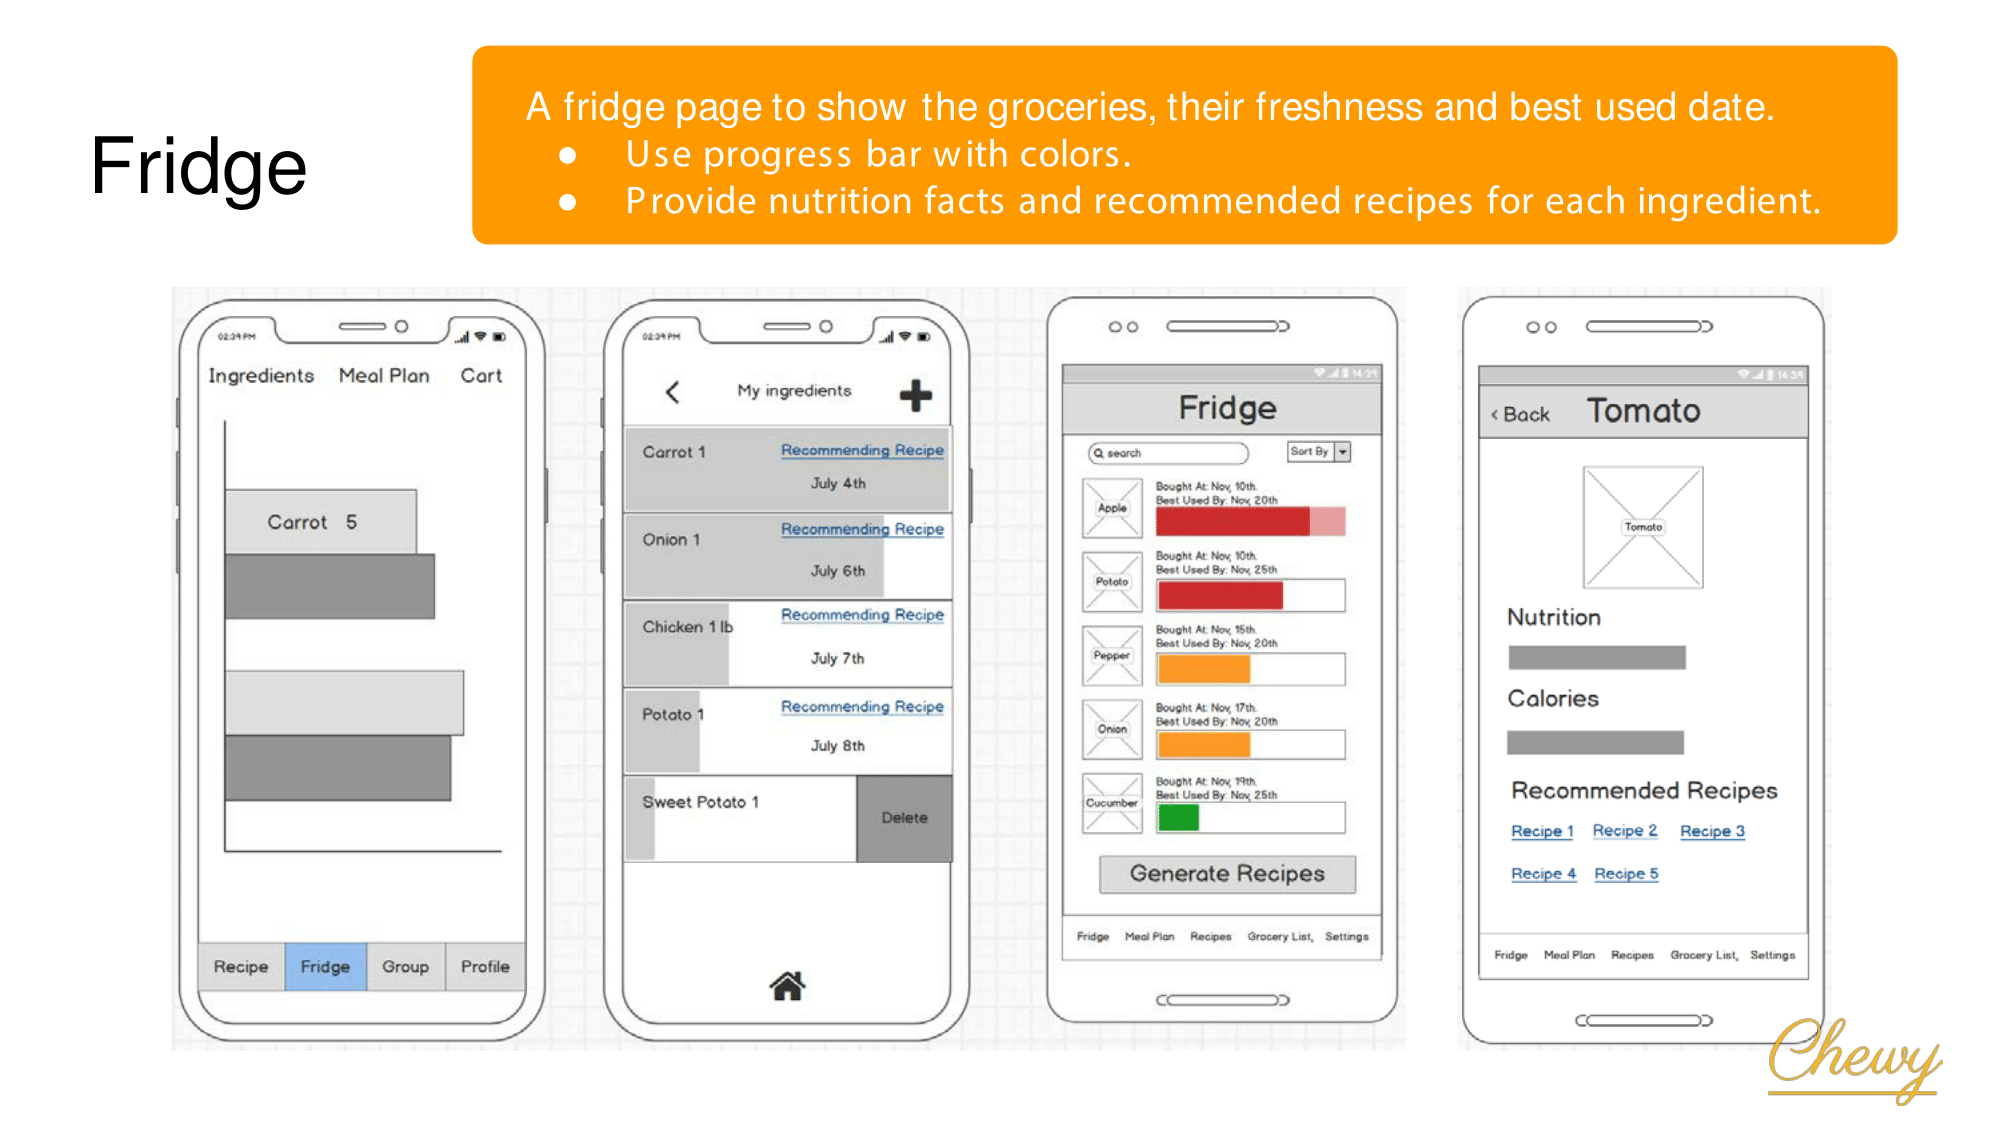 Fridge
A fridge page to show the groceries, their freshness and best used date.
● Use progress bar with colors.
● Provide nutrition facts and recommended recipes for each ingredient.
02:39 PM
Ingredients Meal Plan Cart
Carrot 5
Recipe Fridge Group Profile
02:39 PM
My ingredients
Carrot 1 Recommending Recipe
July 4th
Recommending Recipe
Onion 1
July 6th
Recommending Recipe
Chicken 1 lb
July 7th
Recommending Recipe
Potato 1
July 8th
Sweet Potato 1
Delete
14:39
Fridge
search Sort By
Apple
Bought At: Nov, 10th.
Best Used By: Nov, 20th
Potato
Bought At: Nov, 10th.
Best Used By: Nov, 25th
Pepper
Bought At: Nov, 15th.
Best Used By: Nov, 20th
Onion
Bought At: Nov, 17th.
Best Used By: Nov, 20th
Cucumber
Bought At: Nov, 19th.
Best Used By: Nov, 25th
Generate Recipes
Fridge Meal Plan Recipes Grocery List, Settings
14:39
< Back Tomato
Tomato
Nutrition
Calories
Recommended Recipes
Recipe 1 Recipe 2 Recipe 3
Recipe 4 Recipe 5
Fridge Meal Plan Recipes Grocery List, Settings
Chewy